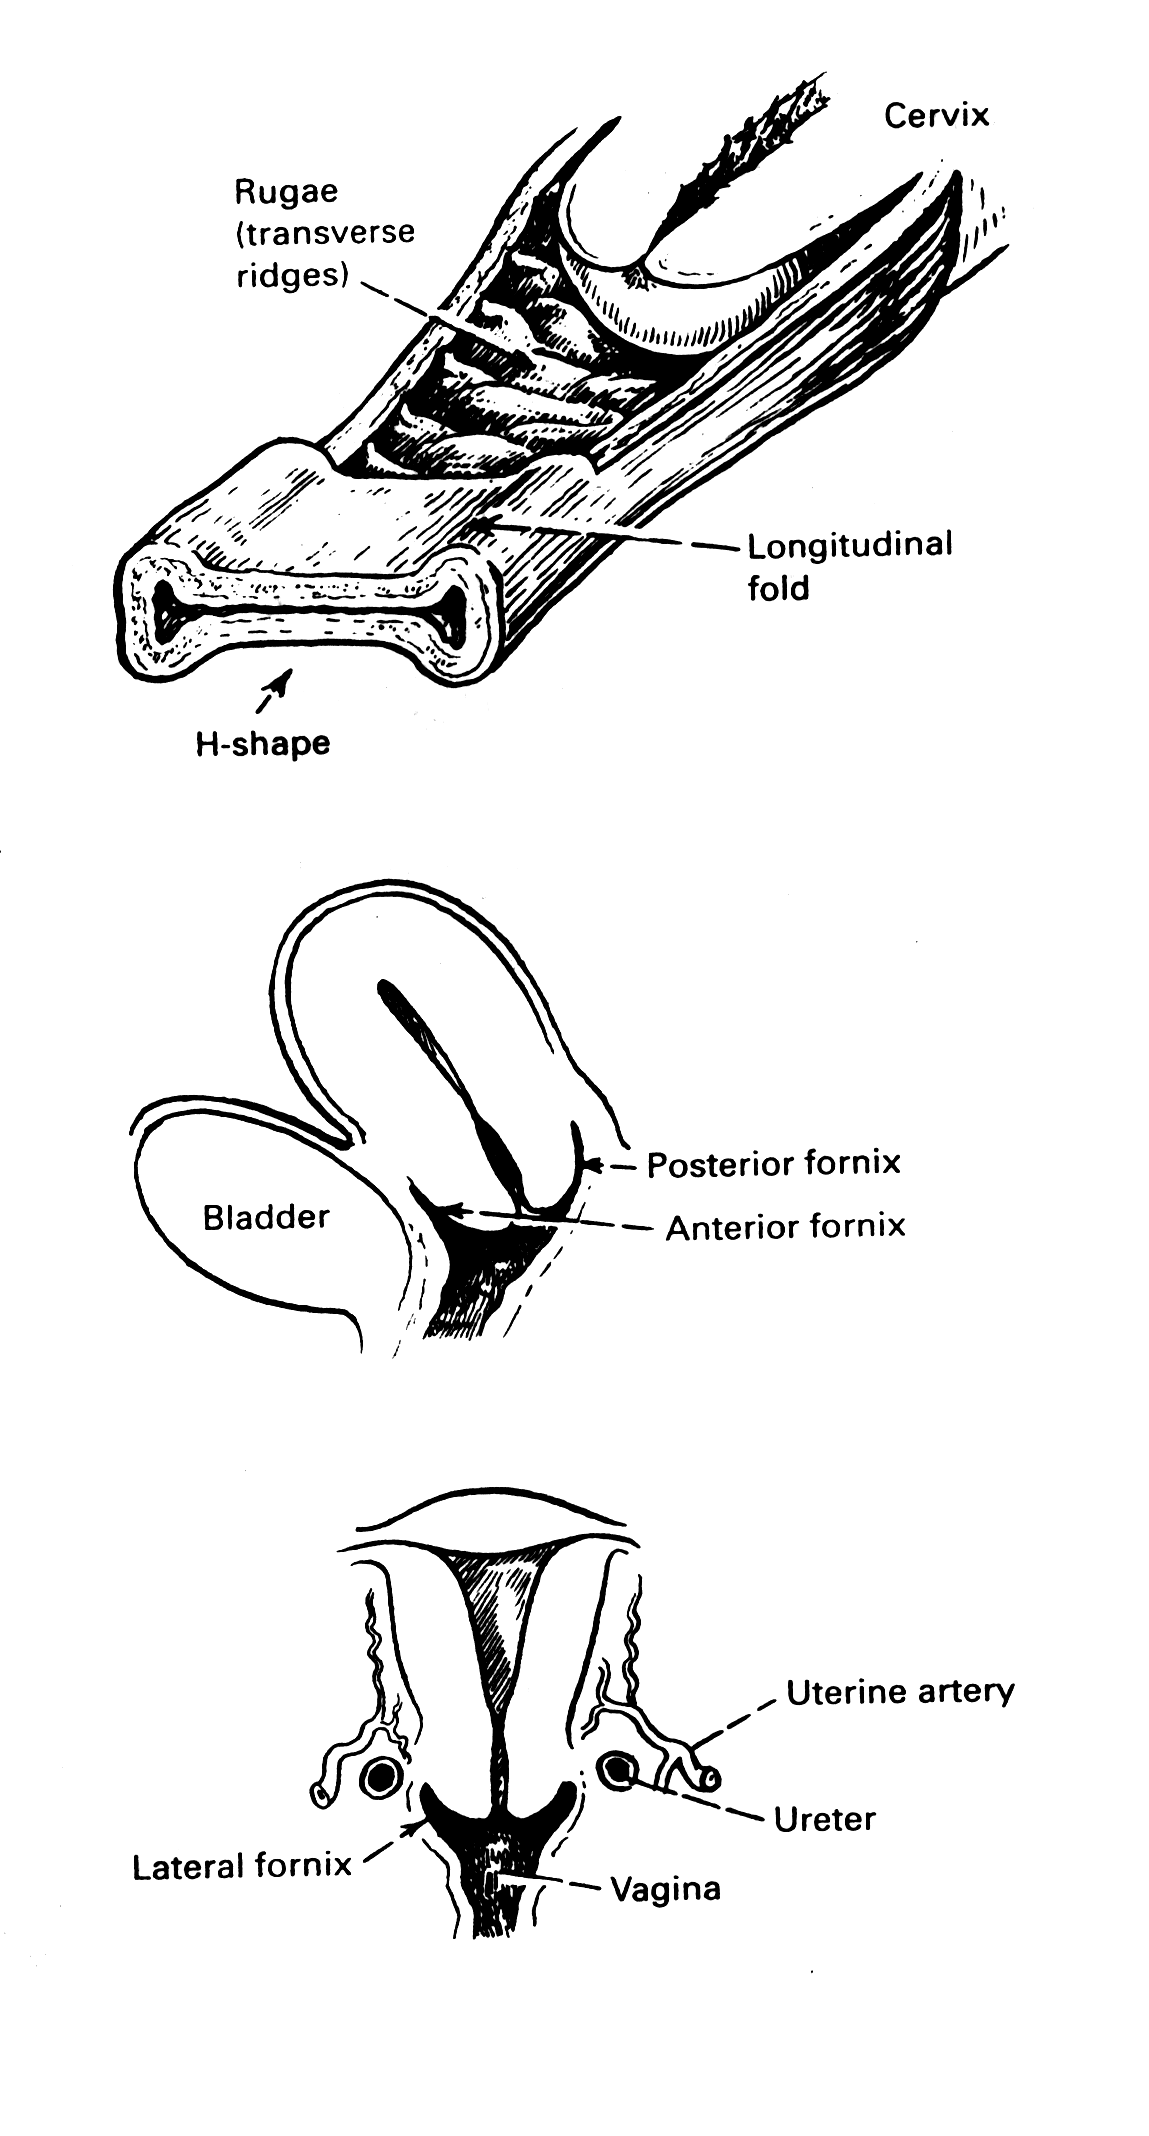 Cervix
Rugae
(transverse
ridges)
Longitudinal
fold
H-shape
Posterior fornix
Bladder
Anterior fornix
Uterine artery
Ureter
Lateral fornix
Vagina